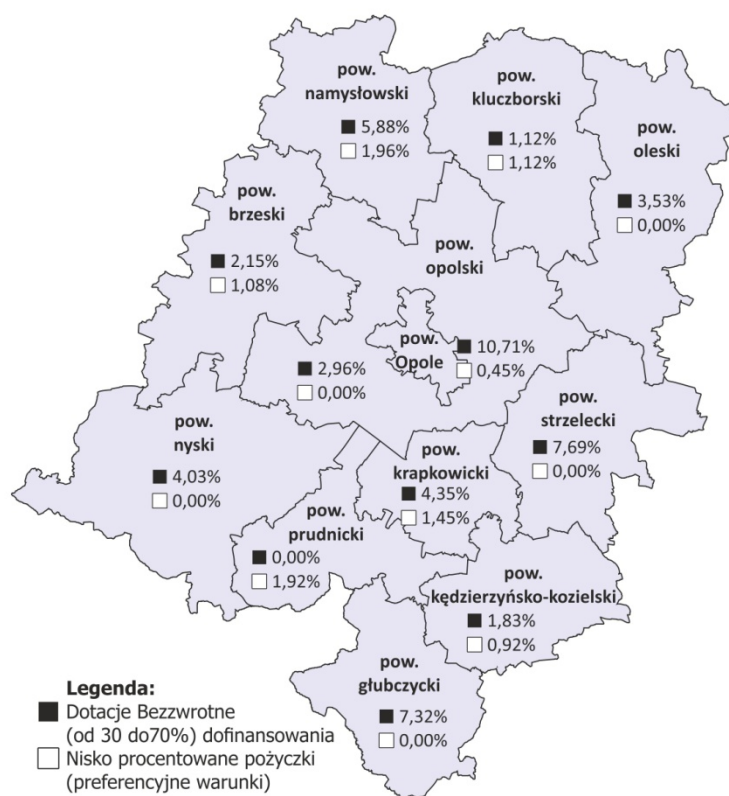 pow.
namysłowski
■ 5,88%
□ 1,96%
pow.
kluczborski
■ 1,12%
□ 1,12%
pow.
oleski
■ 3,53%
□ 0,00%
pow.
brzeski
■ 2,15%
□ 1,08%
pow.
opolski
■ 2,96%
□ 0,00%
pow.
Opole
■ 10,71%
□ 0,45%
pow.
strzelecki
■ 7,69%
□ 0,00%
pow.
nyski
■ 4,03%
□ 0,00%
pow.
krapkowicki
■ 4,35%
□ 1,45%
pow.
prudnicki
■ 0,00%
□ 1,92%
pow.
kędzierzyńsko-kozielski
■ 1,83%
□ 0,92%
pow.
głubczycki
■ 7,32%
□ 0,00%
Legenda:
■ Dotacje Bezzwrotne
(od 30 do70%) dofinansowania
□ Nisko procentowane pożyczki
(preferencyjne warunki)